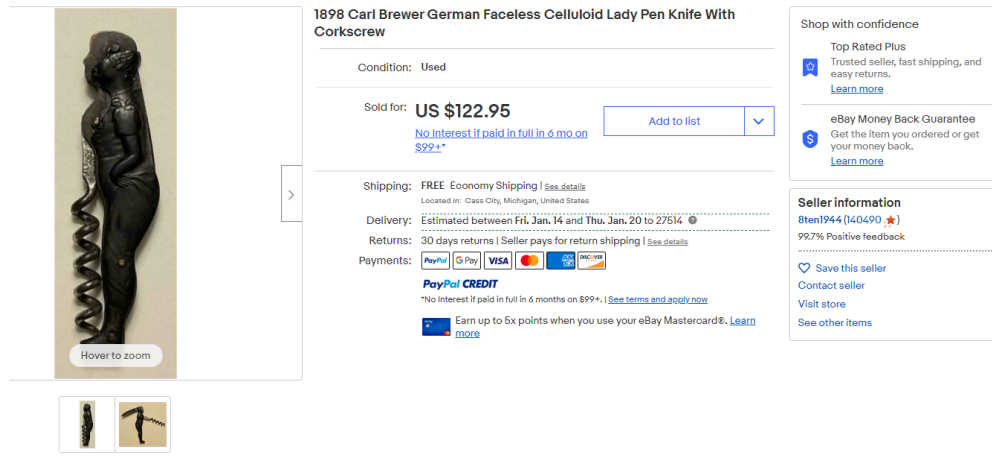 1898 Carl Brewer German Faceless Celluloid Lady Pen Knife With
Corkscrew
Condition: Used
Sold for: US $122.95
No Interest if paid in full in 6 mo on
$99+*
Add to list
Shipping: FREE Economy Shipping | See details
Located in: Cass City, Michigan, United States
Delivery: Estimated between Fri. Jan. 14 and Thu. Jan. 20 to 27514
Returns: 30 days returns | Seller pays for return shipping | See details
Payments: PayPal G Pay VISA DISCOVER
PayPal CREDIT
*No Interest if paid in full in 6 months on $99+. | See terms and apply now
Earn up to 5x points when you use your eBay Mastercard®. Learn
more
Hover to zoom
Shop with confidence
Top Rated Plus
Trusted seller, fast shipping, and
easy returns.
Learn more
eBay Money Back Guarantee
Get the item you ordered or get
your money back.
Learn more
Seller information
8ten1944 (140490 )
99.7% Positive feedback
Save this seller
Contact seller
Visit store
See other items